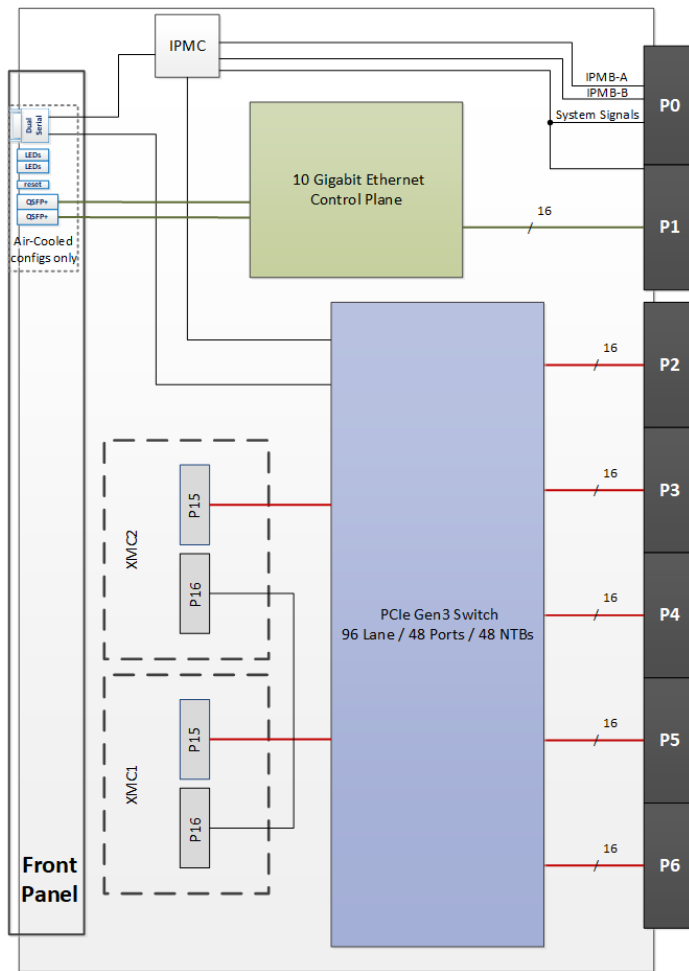 IPMC
IPMB-A
IPMB-B
System Signals
P0
Dual
Serial
LEDs
LEDs
reset
QSFP+
QSFP+
Air-Cooled
configs only
10 Gigabit Ethernet
Control Plane
16
P1
16
P2
16
P3
16
P4
16
P5
16
P6
XMC2
P15
P16
PCIe Gen3 Switch
96 Lane / 48 Ports / 48 NTBs
XMC1
P15
P16
Front
Panel